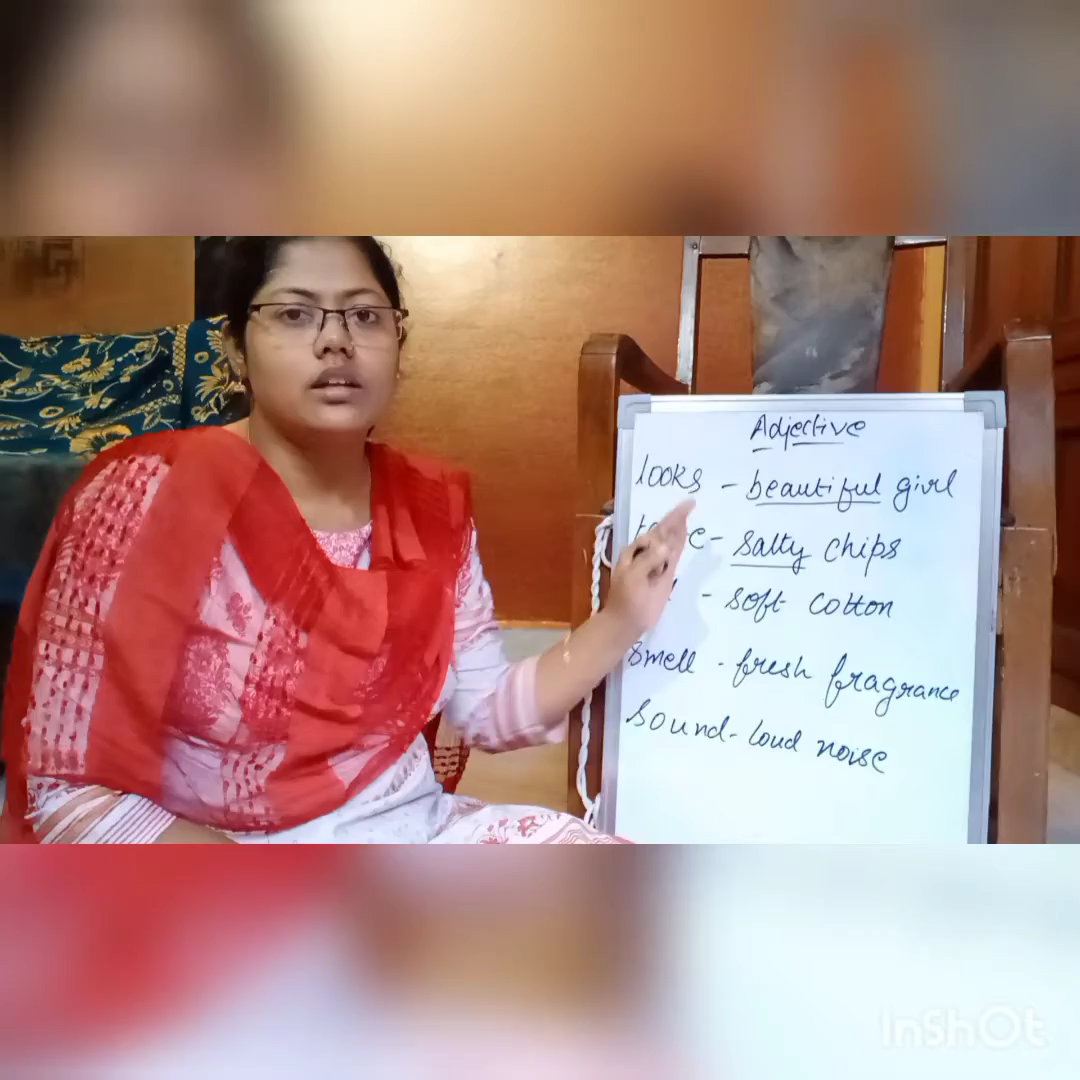 Adjective
looks - beautiful girl
- salty chips
- soft cotton
smell - fresh fragrance
sound - loud noise
InShOt